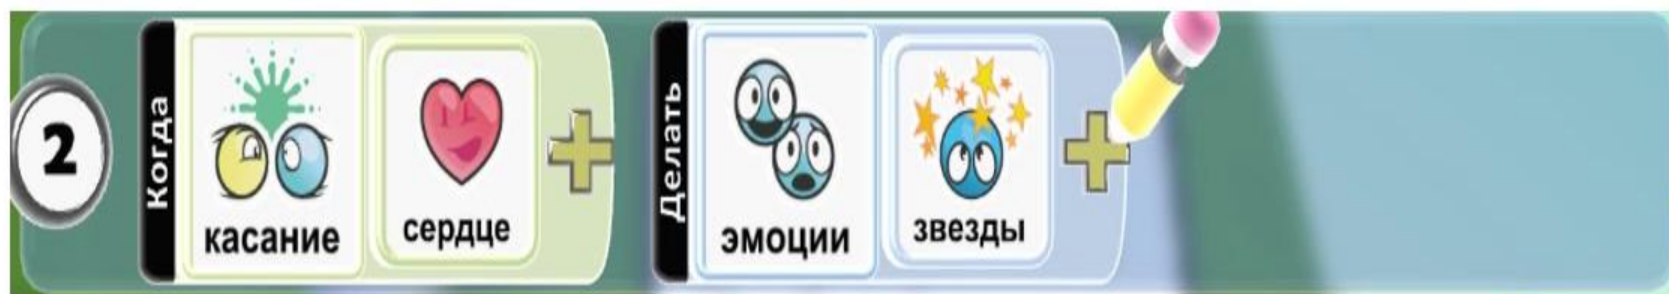 2
Когда
касание
сердце
Делать
эмоции
звезды